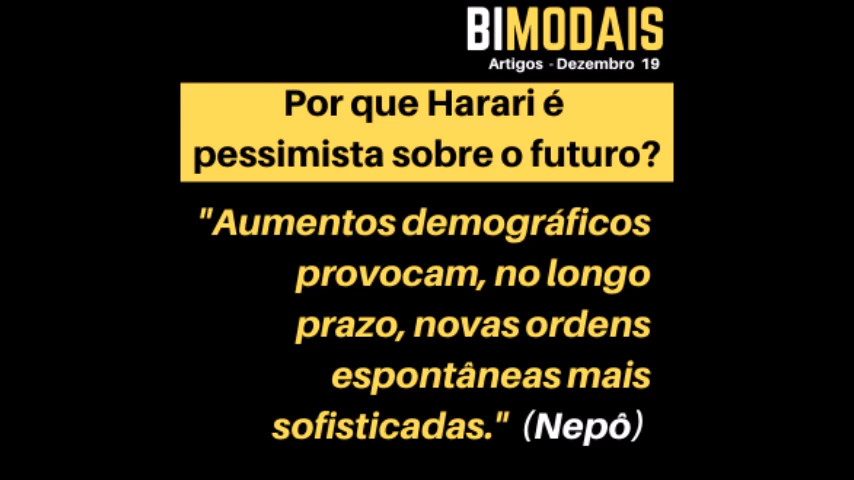 BIMODAIS
Artigos - Dezembro 19
Por que Harari é
pessimista sobre o futuro?
"Aumentos demográficos
provocam, no longo
prazo, novas ordens
espontâneas mais
sofisticadas." (Nepô)